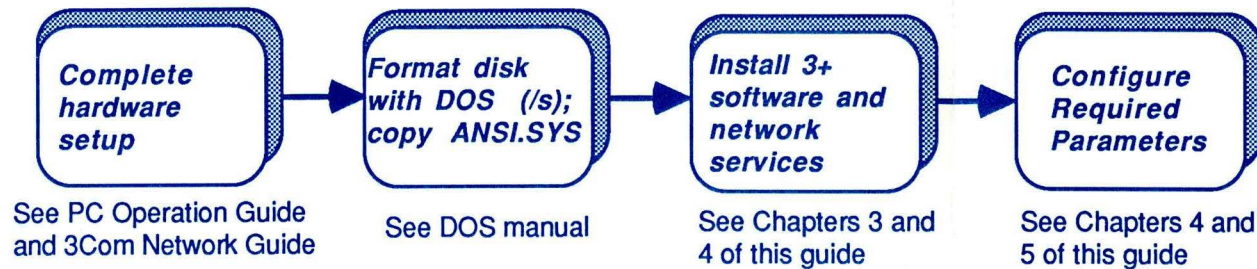 Complete
hardware
setup
Format disk
with DOS (/s);
copy ANSI.SYS
Install 3+
software and
network
services
Configure
Required
Parameters
See PC Operation Guide
and 3Com Network Guide
See DOS manual
See Chapters 3 and
4 of this guide
See Chapters 4 and
5 of this guide